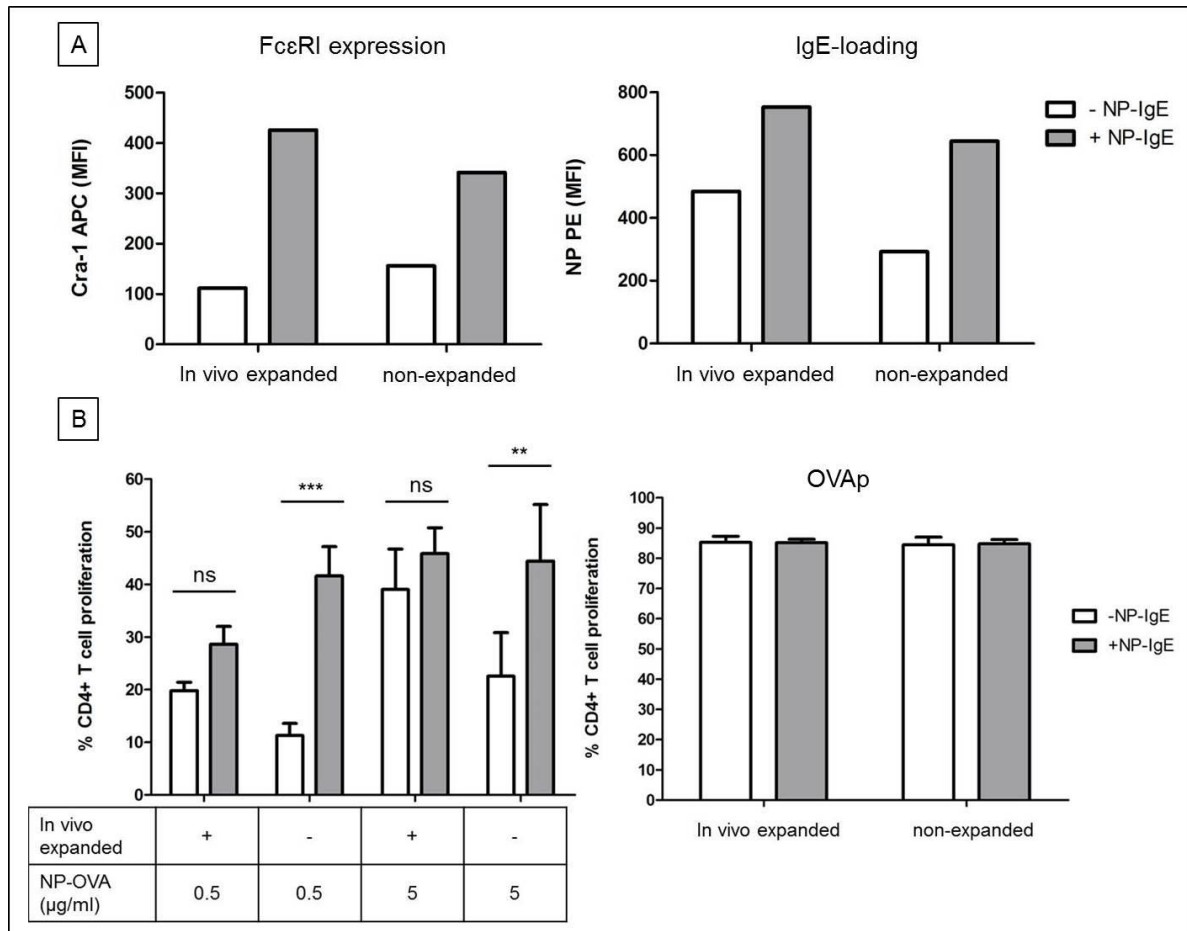 A
FcεRI expression
Cra-1 APC (MFI)
500
400
300
200
100
0
In vivo expanded
non-expanded
IgE-loading
NP PE (MFI)
800
600
400
200
0
In vivo expanded
non-expanded
- NP-IgE
+ NP-IgE
B
% CD4+ T cell proliferation
60
50
40
30
20
10
0
ns
***
ns
**
In vivo expanded + - + -
NP-OVA (µg/ml) 0.5 0.5 5 5
OVAp
% CD4+ T cell proliferation
100
90
80
70
60
50
40
30
20
10
0
In vivo expanded
non-expanded
-NP-IgE
+NP-IgE